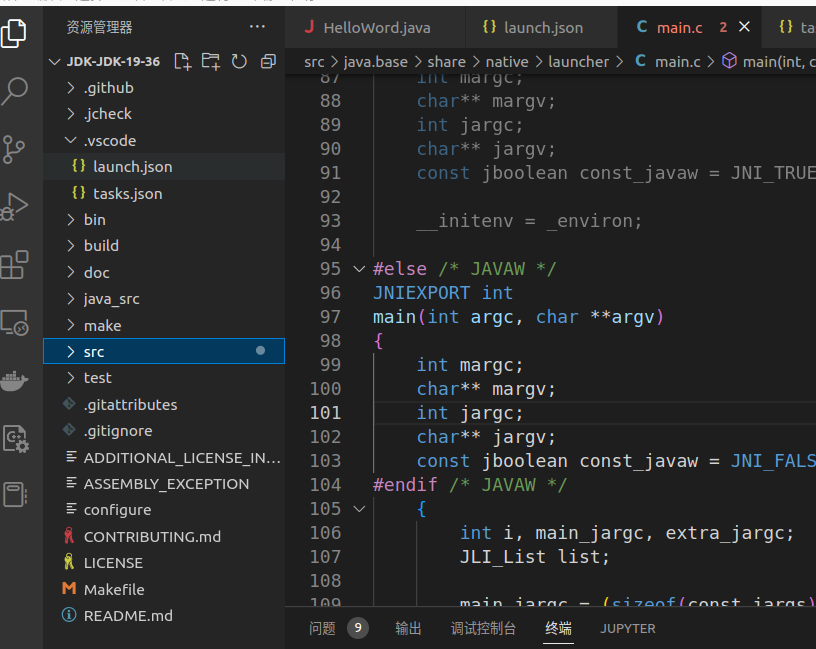 资源管理器 ...
JDK-JDK-19-36
.github
.jcheck
.vscode
{} launch.json
{} tasks.json
bin
build
doc
java_src
make
src
test
.gitattributes
.gitignore
ADDITIONAL_LICENSE_IN...
ASSEMBLY_EXCEPTION
configure
CONTRIBUTING.md
LICENSE
M Makefile
README.md
J HelloWord.java {} launch.json C main.c 2 {} ta
src > java.base > share > native > launcher > C main.c > main(int, c
87 int margc;
88 char** margv;
89 int jargc;
90 char** jargv;
91 const jboolean const_javaw = JNI_TRUE
92
93 __initenv = _environ;
94
95 #else /* JAVAW */
96 JNIEXPORT int
97 main(int argc, char **argv)
98 {
99 int margc;
100 char** margv;
101 int jargc;
102 char** jargv;
103 const jboolean const_javaw = JNI_FALS
104 #endif /* JAVAW */
105 {
106 int i, main_jargc, extra_jargc;
107 JLI_List list;
108
109 main_jargc = (sizeof(const_jargs)
问题 9 输出 调试控制台 终端 JUPYTER